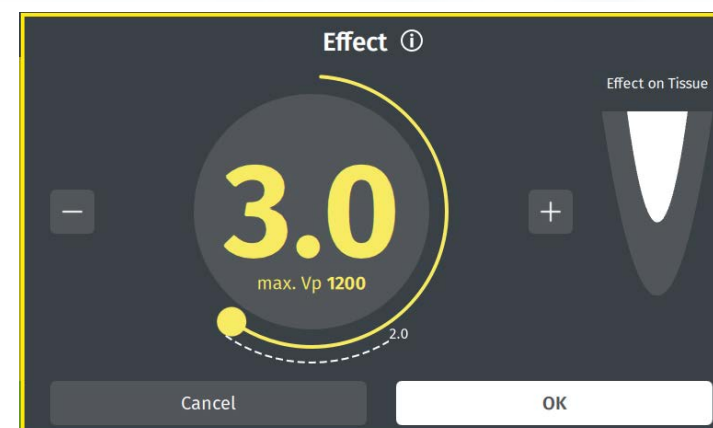 Effect ⓘ
Effect on Tissue
−
3.0
+
max. Vp 1200
2.0
Cancel
OK